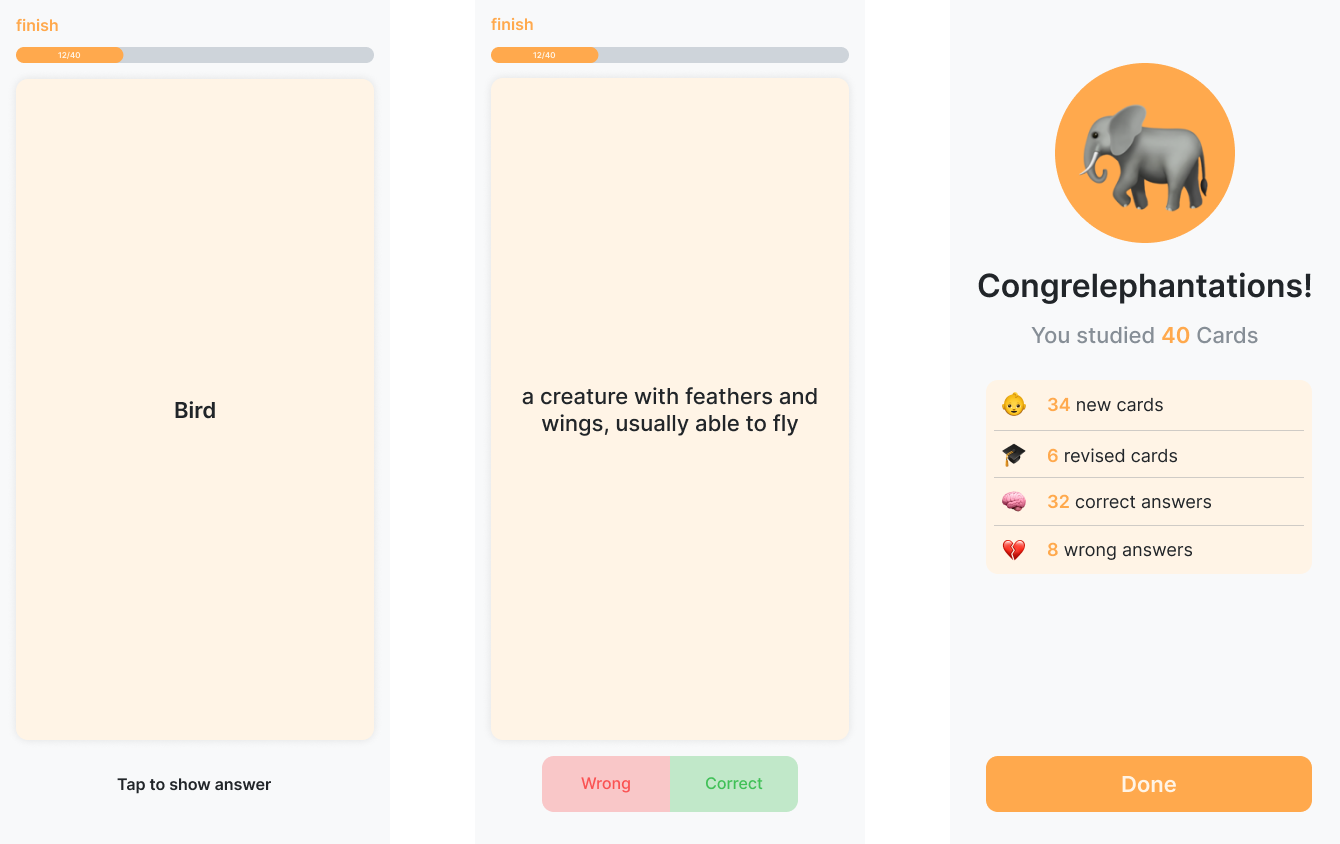 finish
12/40
Bird
Tap to show answer
finish
12/40
a creature with feathers and
wings, usually able to fly
Wrong
Correct
Congrelephantations!
You studied 40 Cards
34 new cards
6 revised cards
32 correct answers
8 wrong answers
Done